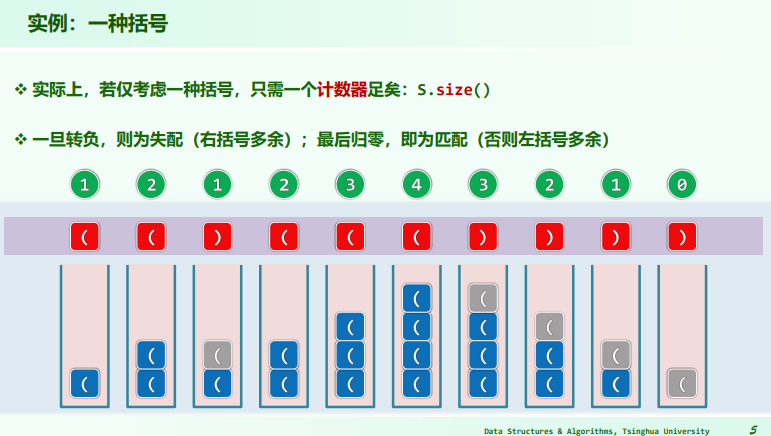 实例：一种括号
❖ 实际上，若仅考虑一种括号，只需一个计数器足矣：S.size()
❖ 一旦转负，则为失配（右括号多余）；最后归零，即为匹配（否则左括号多余）
1 2 1 2 3 4 3 2 1 0
( ( ) ( ( ( ) ) ) )
( (
( ( ( (
( ( ( ( ( ( ( (
( ( ( ( ( ( ( ( ( (
Data Structures & Algorithms, Tsinghua University 5